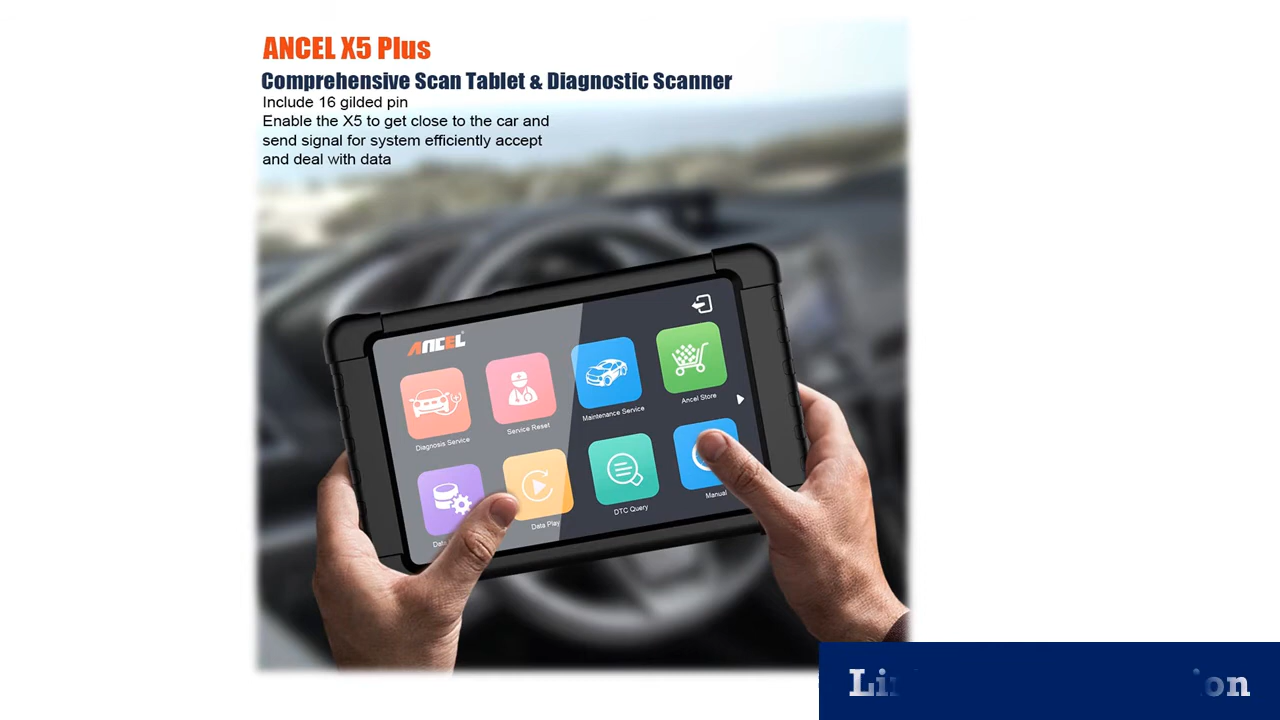 ANCEL X5 Plus
Comprehensive Scan Tablet & Diagnostic Scanner
Include 16 gilded pin
Enable the X5 to get close to the car and
send signal for system efficiently accept
and deal with data
ANCEL
Diagnosis Service
Service Reset
Maintenance Service
Ancel Store
Data Play
DTC Query
Manual